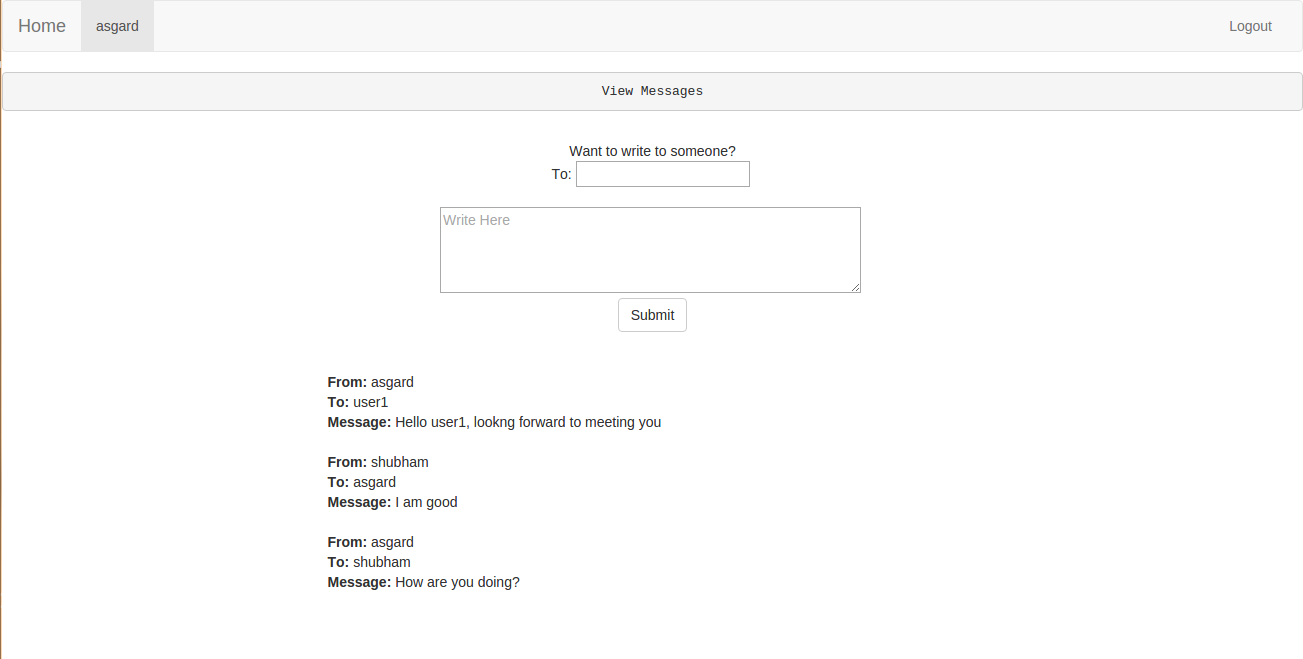 Home asgard Logout
View Messages
Want to write to someone?
To:
Write Here
Submit
From: asgard
To: user1
Message: Hello user1, lookng forward to meeting you
From: shubham
To: asgard
Message: I am good
From: asgard
To: shubham
Message: How are you doing?